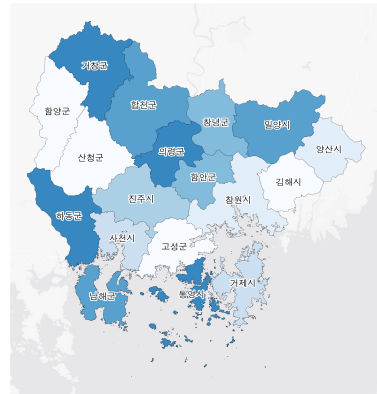 거창군
합천군
함양군
창녕군
밀양시
의령군
양산시
산청군
함안군
김해시
진주시
창원시
하동군
사천시
고성군
거제시
남해군
통영시